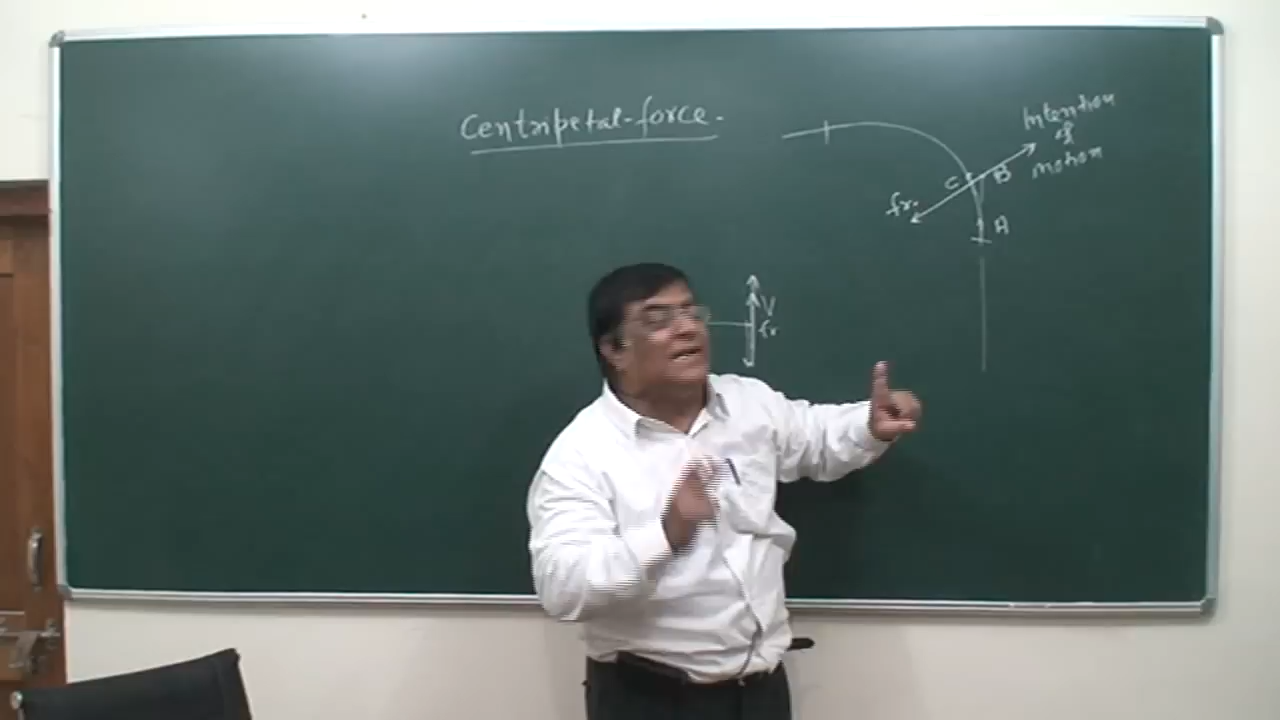 Centripetal-force.
Intention
of
motion
C
B
fr.
A
V
fr